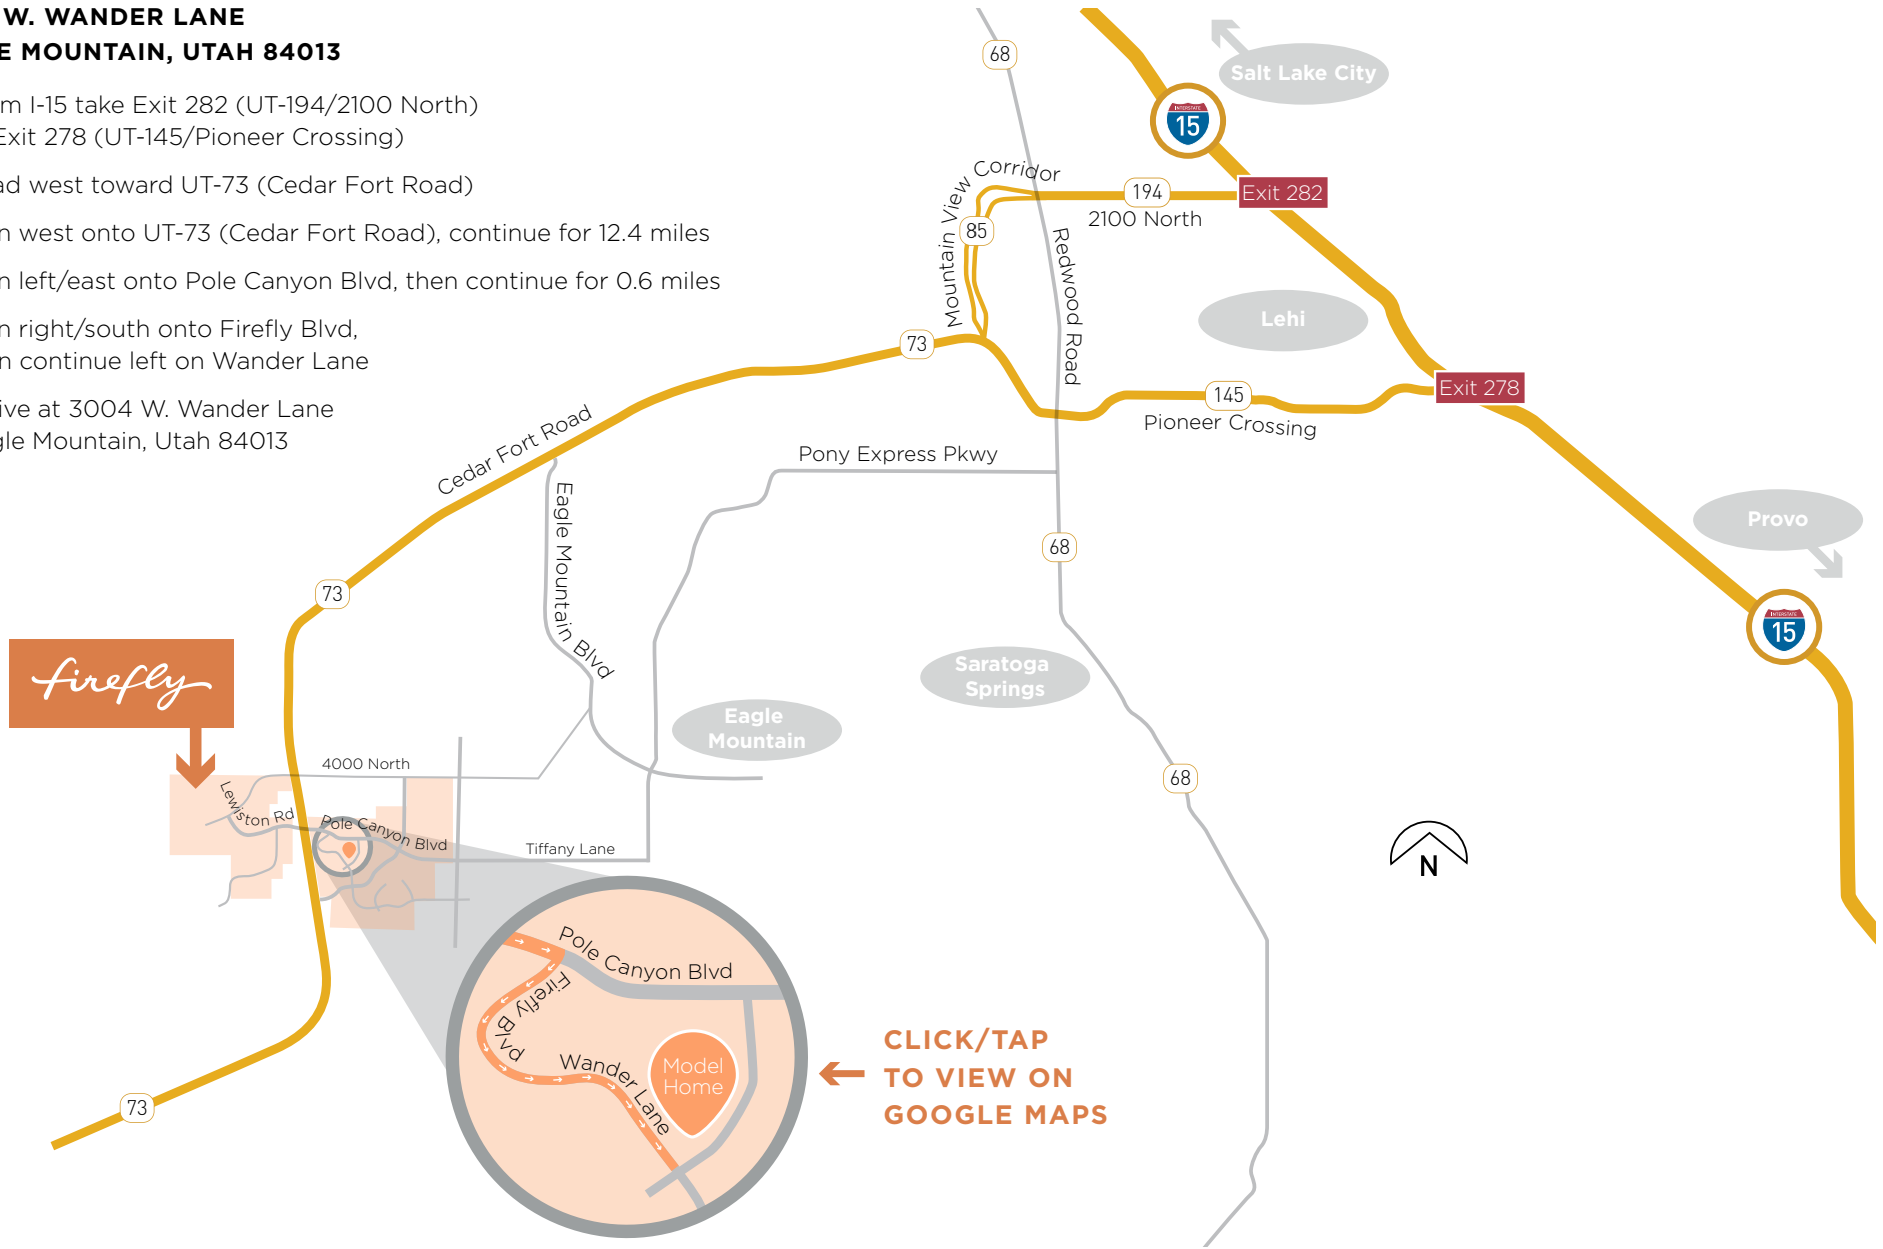 W. WANDER LANE
E MOUNTAIN, UTAH 84013
m I-15 take Exit 282 (UT-194/2100 North)
Exit 278 (UT-145/Pioneer Crossing)
ad west toward UT-73 (Cedar Fort Road)
n west onto UT-73 (Cedar Fort Road), continue for 12.4 miles
n left/east onto Pole Canyon Blvd, then continue for 0.6 miles
n right/south onto Firefly Blvd,
n continue left on Wander Lane
ive at 3004 W. Wander Lane
gle Mountain, Utah 84013
68
Salt Lake City
INTERSTATE
15
Mountain View Corridor
194
Exit 282
2100 North
85
Redwood Road
Lehi
73
Exit 278
145
Pioneer Crossing
Cedar Fort Road
Pony Express Pkwy
Eagle Mountain Blvd
Provo
68
73
INTERSTATE
15
firefly
Saratoga
Springs
Eagle
Mountain
4000 North
68
Lewiston Rd
Pole Canyon Blvd
Tiffany Lane
N
Pole Canyon Blvd
Firefly Blvd
Wander Lane
Model
Home
CLICK/TAP
TO VIEW ON
GOOGLE MAPS
73